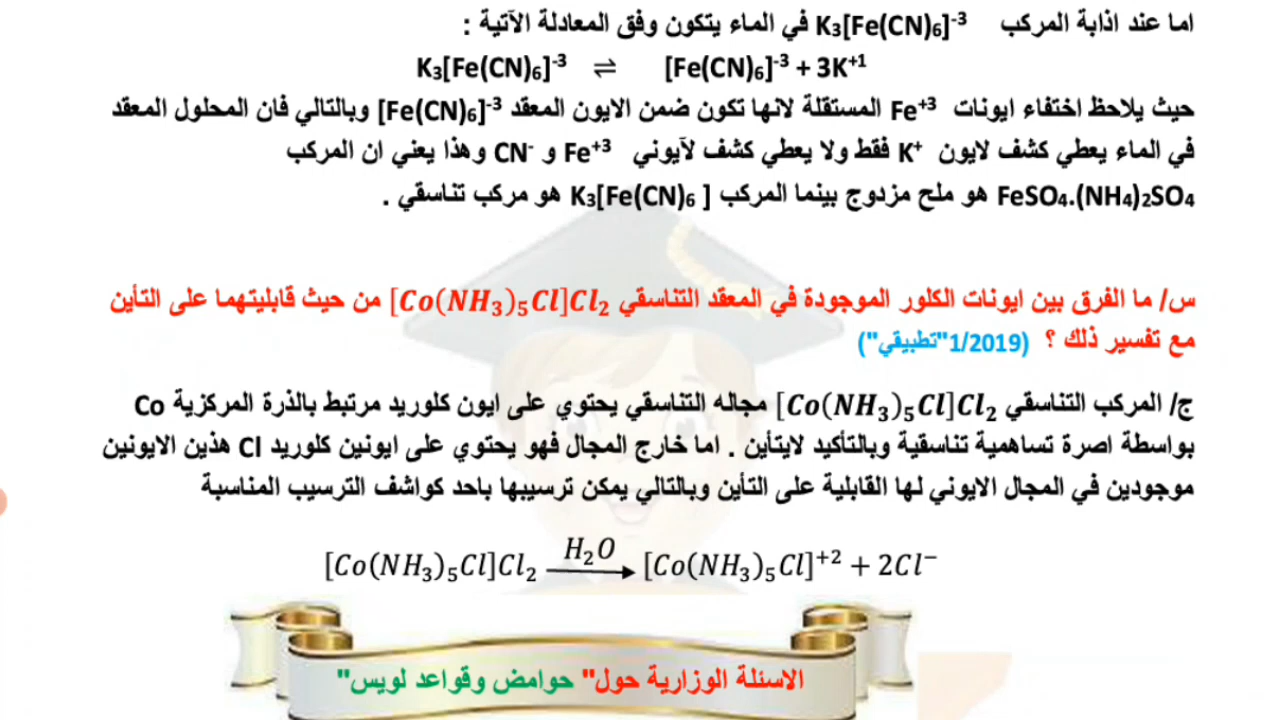 اما عند اذابة المركب K₃[Fe(CN)₆]⁻³ في الماء يتكون وفق المعادلة الآتية :
K₃[Fe(CN)₆]⁻³ ⇌ [Fe(CN)₆]⁻³ + 3K⁺¹
حيث يلاحظ اختفاء ايونات Fe⁺³ المستقلة لانها تكون ضمن الايون المعقد [Fe(CN)₆]⁻³ وبالتالي فان المحلول المعقد
في الماء يعطي كشف لايون K⁺ فقط ولا يعطي كشف لآيوني Fe⁺³ و CN⁻ وهذا يعني ان المركب
FeSO₄.(NH₄)₂SO₄ هو ملح مزدوج بينما المركب K₃[Fe(CN)₆ ] هو مركب تناسقي .
س/ ما الفرق بين ايونات الكلور الموجودة في المعقد التناسقي [Co(NH₃)₅Cl]Cl₂ من حيث قابليتهما على التأين
مع تفسير ذلك ؟ (1/2019"تطبيقي")
ج/ المركب التناسقي [Co(NH₃)₅Cl]Cl₂ مجاله التناسقي يحتوي على ايون كلوريد مرتبط بالذرة المركزية Co
بواسطة اصرة تساهمية تناسقية وبالتأكيد لايتأين . اما خارج المجال فهو يحتوي على ايونين كلوريد Cl هذين الايونين
موجودين في المجال الايوني لها القابلية على التأين وبالتالي يمكن ترسيبها باحد كواشف الترسيب المناسبة
[Co(NH₃)₅Cl]Cl₂ —H₂O→ [Co(NH₃)₅Cl]⁺² + 2Cl⁻
الاسئلة الوزارية حول" حوامض وقواعد لويس"